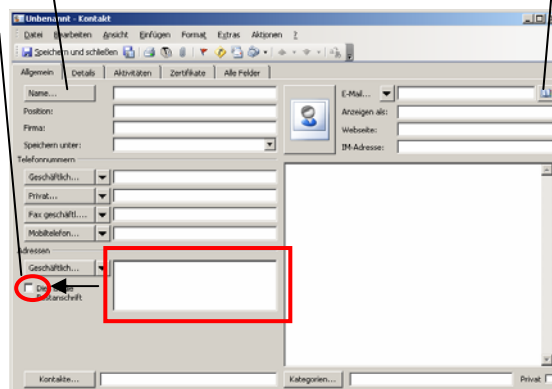 Unbenannt - Kontakt
Datei Bearbeiten Ansicht Einfügen Format Extras Aktionen ?
Speichern und schließen
Allgemein Details Aktivitäten Zertifikate Alle Felder
Name... E-Mail...
Position: Anzeigen als:
Firma: Webseite:
Speichern unter: IM-Adresse:
Telefonnummern
Geschäftlich...
Privat...
Fax geschäftl....
Mobiltelefon...
Adressen
Geschäftlich...
Postanschrift
Kontakte... Kategorien... Privat